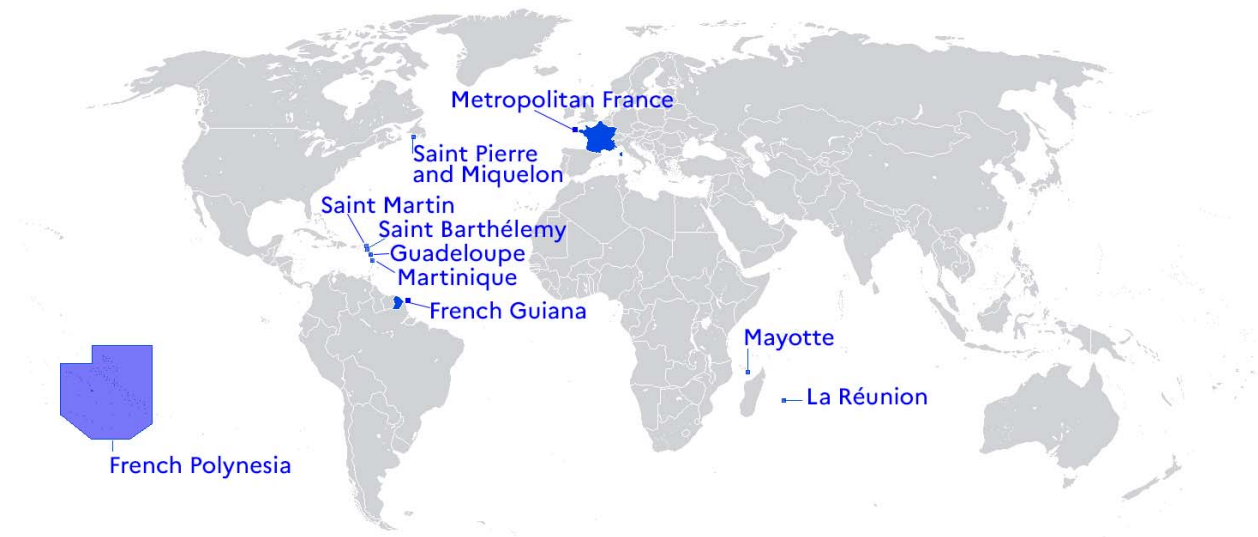 Metropolitan France
Saint Pierre
and Miquelon
Saint Martin
Saint Barthélemy
Guadeloupe
Martinique
French Guiana
Mayotte
La Réunion
French Polynesia